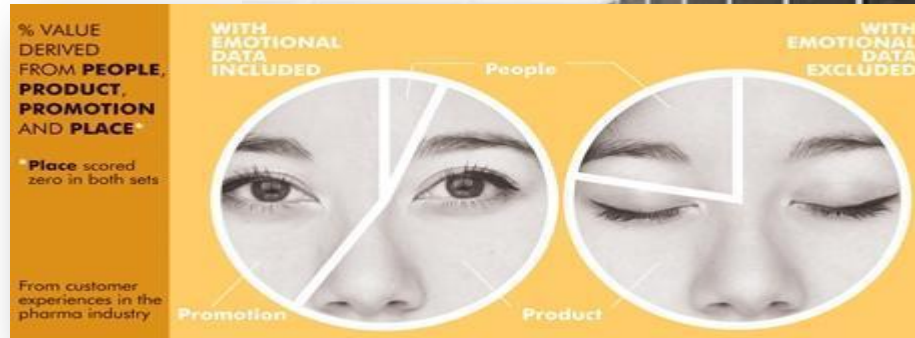 % VALUE
DERIVED
FROM PEOPLE,
PRODUCT,
PROMOTION
AND PLACE*
*Place scored
zero in both sets
From customer
experiences in the
pharma industry
WITH
EMOTIONAL
DATA
INCLUDED
People
WITH
EMOTIONAL
DATA
EXCLUDED
Promotion
Product